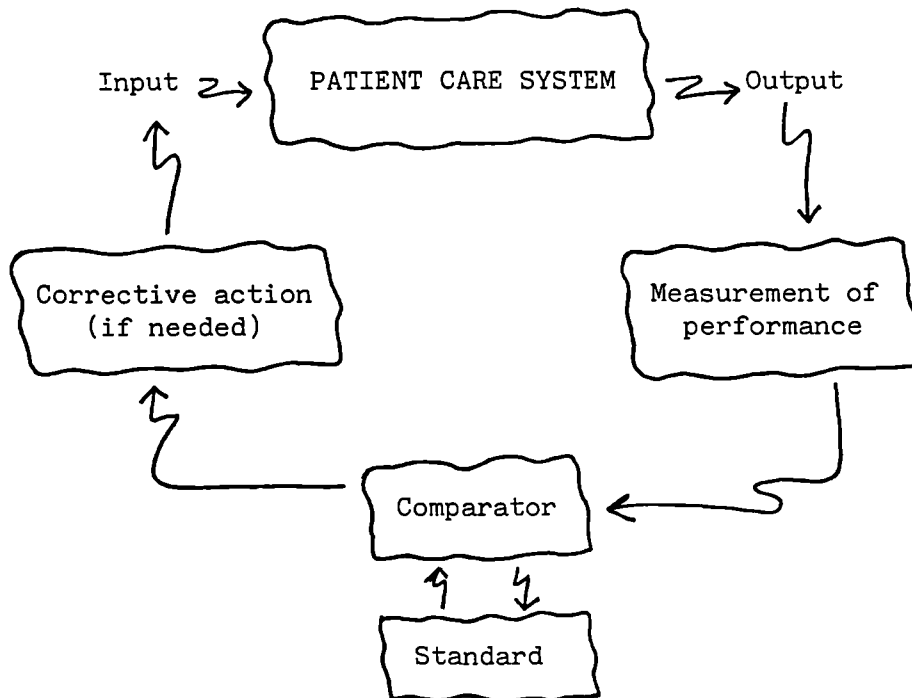 Input
PATIENT CARE SYSTEM
Output
Corrective action
(if needed)
Measurement of
performance
Comparator
Standard